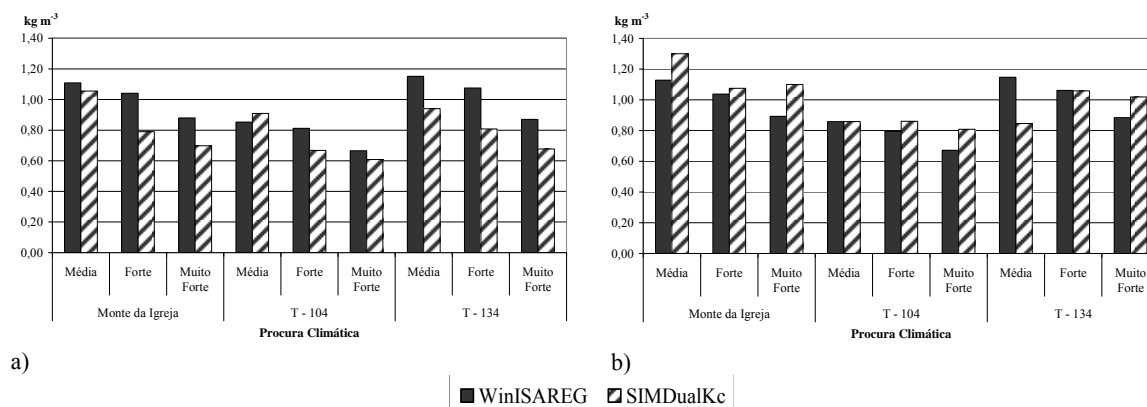 kg m-3
1,40
1,20
1,00
0,80
0,60
0,40
0,20
0,00
Média Forte Muito Forte Média Forte Muito Forte Média Forte Muito Forte
Monte da Igreja T - 104 T - 134
Procura Climática
a)
kg m-3
1,40
1,20
1,00
0,80
0,60
0,40
0,20
0,00
Média Forte Muito Forte Média Forte Muito Forte Média Forte Muito Forte
Monte da Igreja T - 104 T - 134
Procura Climática
b)
WinISAREG SIMDualKc